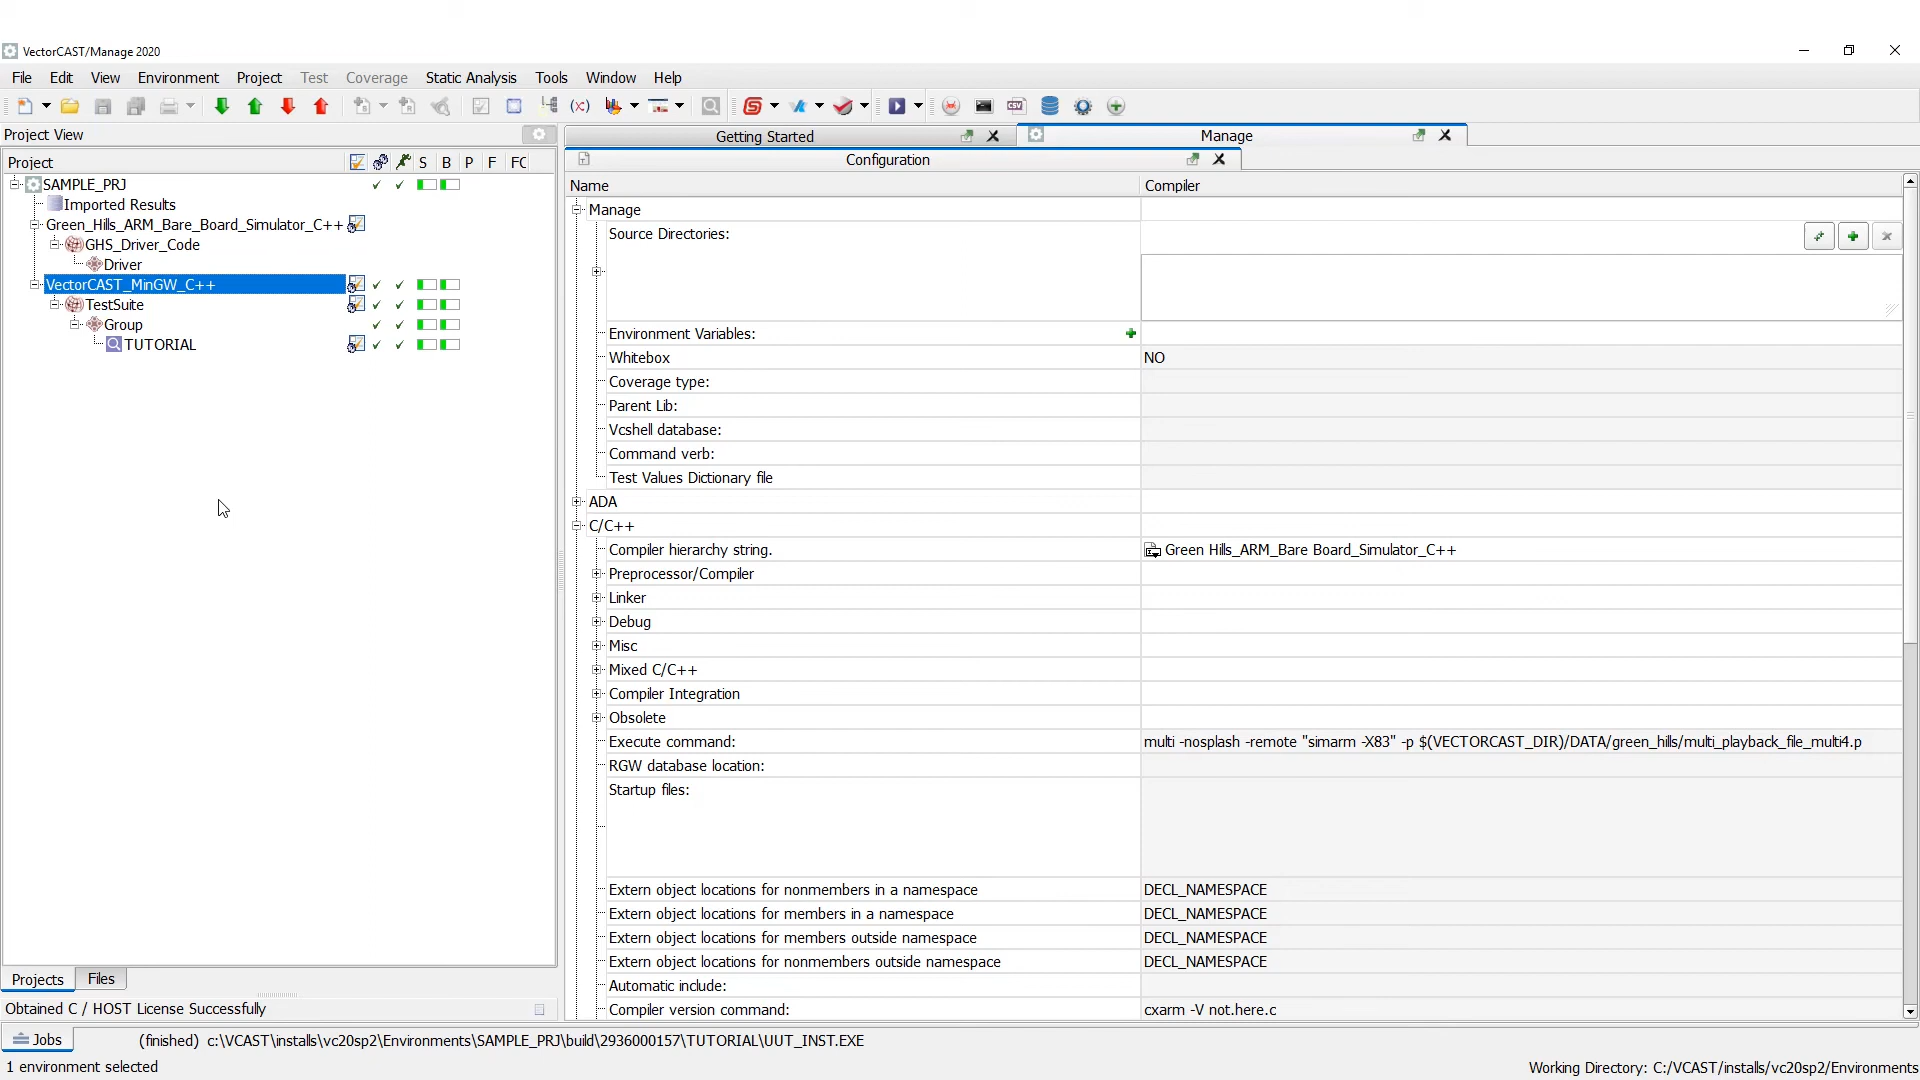 VectorCAST/Manage 2020
File Edit View Environment Project Test Coverage Static Analysis Tools Window Help
Project View
Getting Started
Manage
Configuration
Project S B P F FC
SAMPLE_PRJ
Imported Results
Green_Hills_ARM_Bare_Board_Simulator_C++
GHS_Driver_Code
Driver
VectorCAST_MinGW_C++
TestSuite
Group
TUTORIAL
Name Compiler
Manage
Source Directories:
Environment Variables:
Whitebox NO
Coverage type:
Parent Lib:
Vcshell database:
Command verb:
Test Values Dictionary file
ADA
C/C++
Compiler hierarchy string. Green Hills_ARM_Bare Board_Simulator_C++
Preprocessor/Compiler
Linker
Debug
Misc
Mixed C/C++
Compiler Integration
Obsolete
Execute command: multi -nosplash -remote "simarm -X83" -p $(VECTORCAST_DIR)/DATA/green_hills/multi_playback_file_multi4.p
RGW database location:
Startup files:
Extern object locations for nonmembers in a namespace DECL_NAMESPACE
Extern object locations for members in a namespace DECL_NAMESPACE
Extern object locations for members outside namespace DECL_NAMESPACE
Extern object locations for nonmembers outside namespace DECL_NAMESPACE
Automatic include:
Compiler version command: cxarm -V not.here.c
Projects Files
Obtained C / HOST License Successfully
Jobs (finished) c:\VCAST\installs\vc20sp2\Environments\SAMPLE_PRJ\build\2936000157\TUTORIAL\UUT_INST.EXE
1 environment selected
Working Directory: C:/VCAST/installs/vc20sp2/Environments